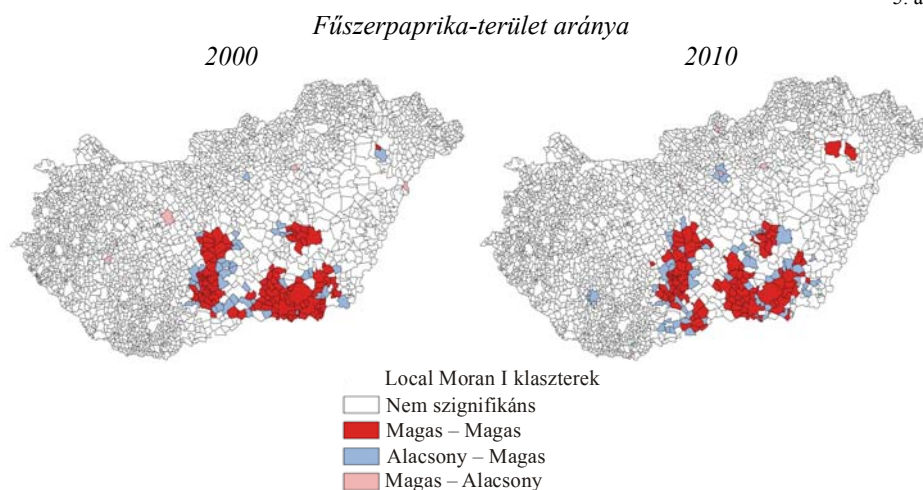 Fűszerpaprika-terület aránya
2000 2010
Local Moran I klaszterek
Nem szignifikáns
Magas – Magas
Alacsony – Magas
Magas – Alacsony